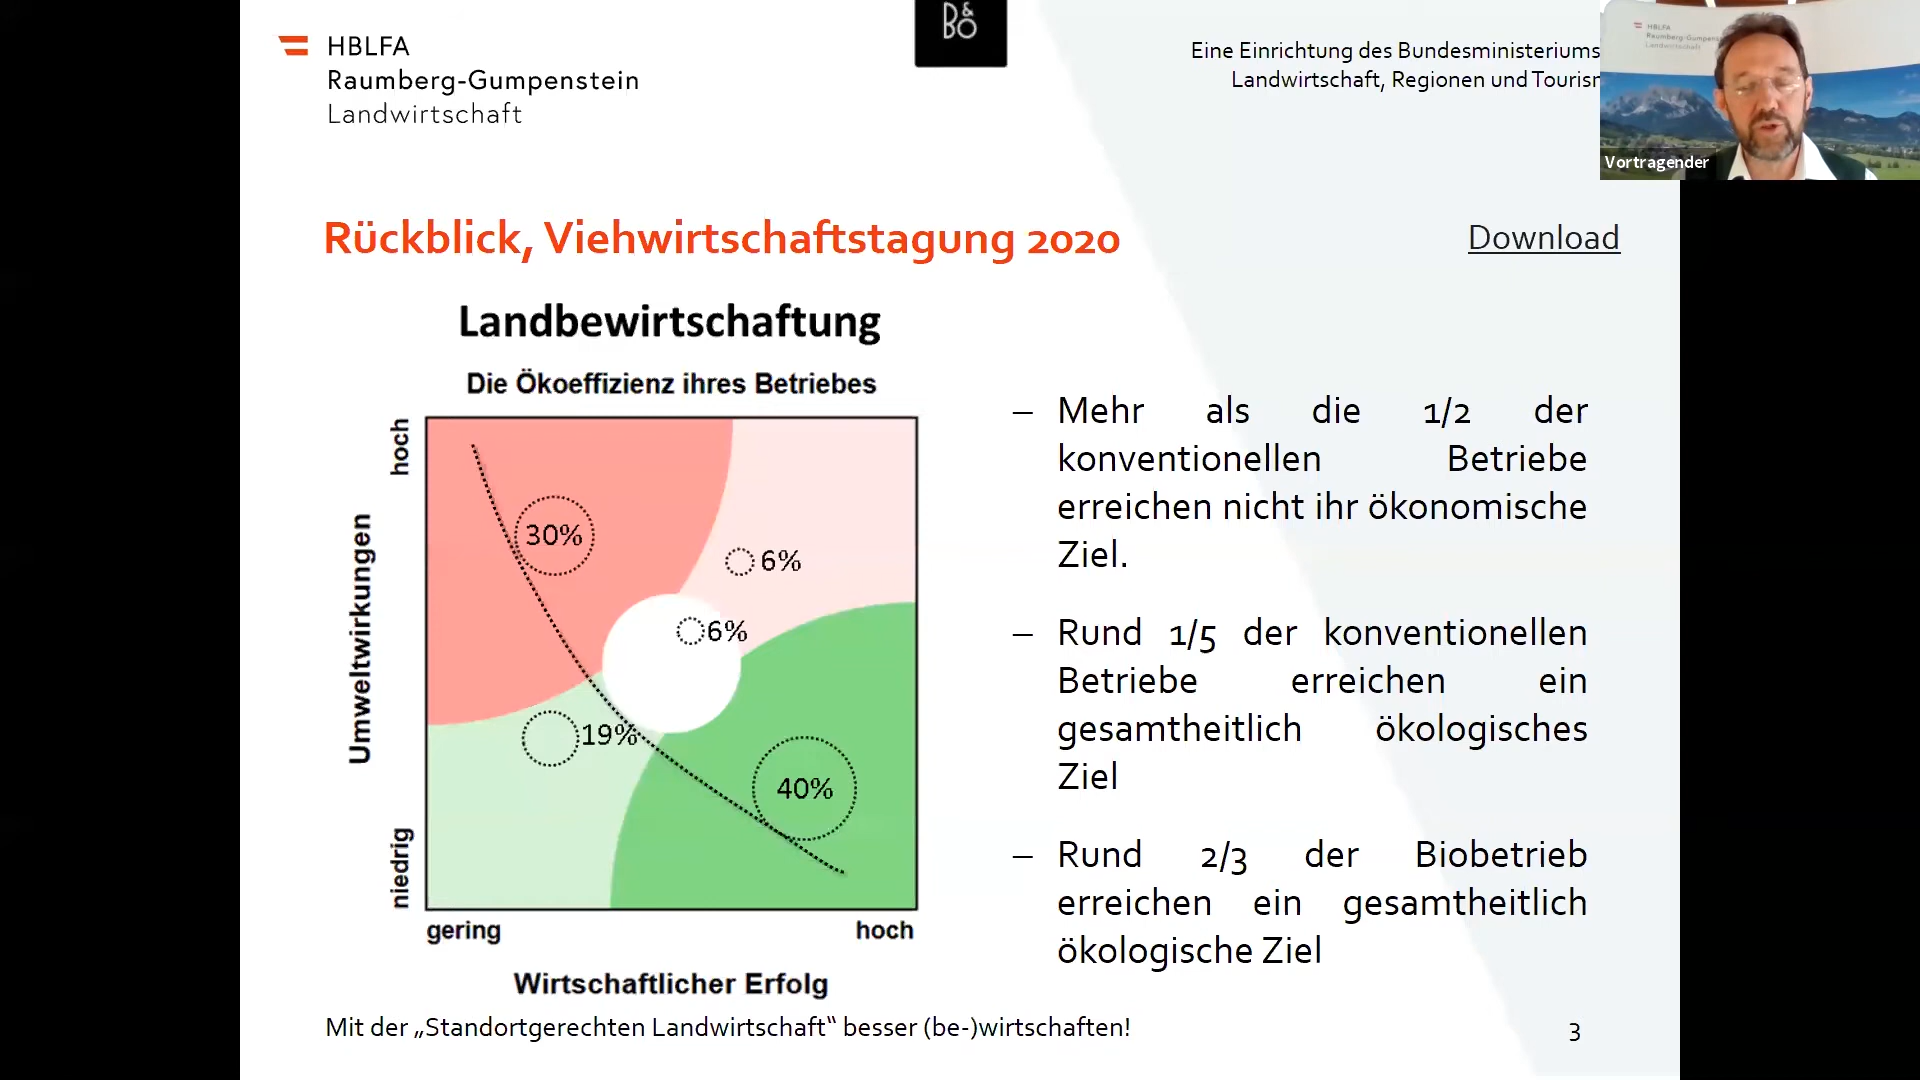 HBLFA
Raumberg-Gumpenstein
Landwirtschaft
B&O
Eine Einrichtung des Bundesministeriums
Landwirtschaft, Regionen und Touris
HBLFA
Landwirtschaft
Vortragender
Rückblick, Viehwirtschaftstagung 2020
Download
Landbewirtschaftung
Die Ökoeffizienz ihres Betriebes
hoch
Umweltwirkungen
niedrig
30%
6%
6%
19%
40%
gering
hoch
Wirtschaftlicher Erfolg
– Mehr als die 1/2 der
konventionellen Betriebe
erreichen nicht ihr ökonomische
Ziel.
– Rund 1/5 der konventionellen
Betriebe erreichen ein
gesamtheitlich ökologisches
Ziel
– Rund 2/3 der Biobetrieb
erreichen ein gesamtheitlich
ökologische Ziel
Mit der „Standortgerechten Landwirtschaft“ besser (be-)wirtschaften!
3